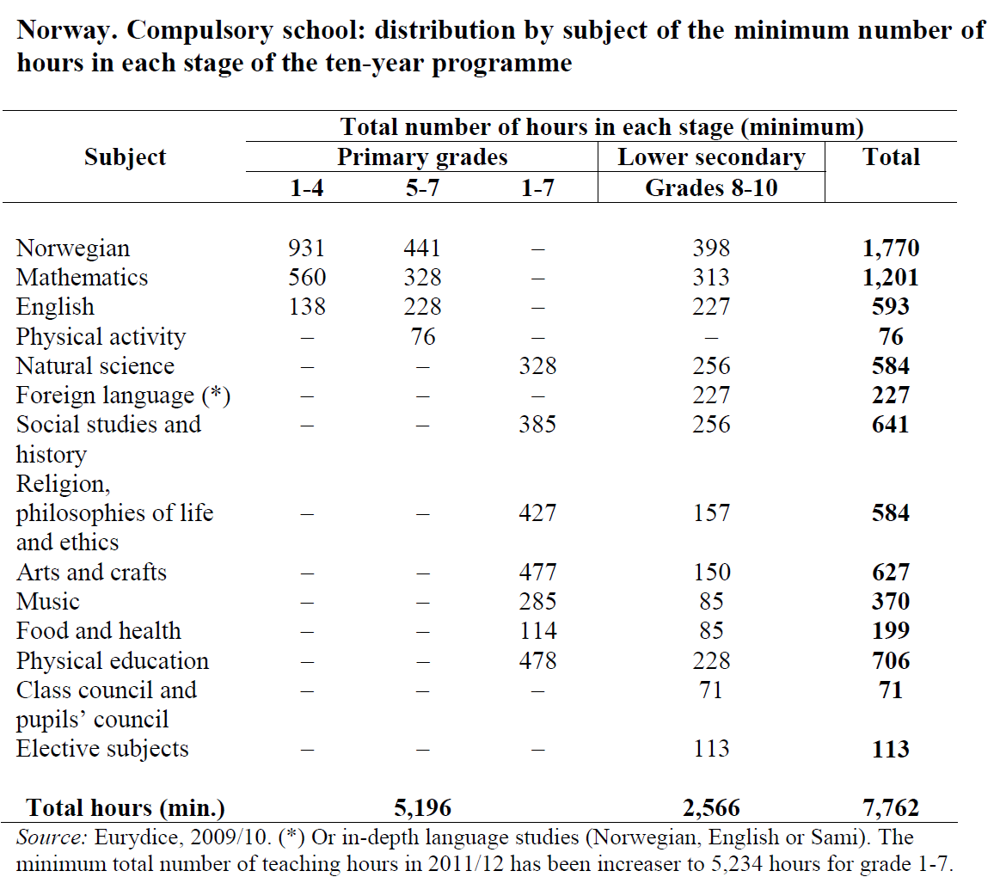 Norway. Compulsory school: distribution by subject of the minimum number of
hours in each stage of the ten-year programme
Total number of hours in each stage (minimum)
Subject Primary grades Lower secondary Total
1-4 5-7 1-7 Grades 8-10
Norwegian 931 441 – 398 1,770
Mathematics 560 328 – 313 1,201
English 138 228 – 227 593
Physical activity – 76 – – 76
Natural science – – 328 256 584
Foreign language (*) – – – 227 227
Social studies and – – 385 256 641
history
Religion,
philosophies of life – – 427 157 584
and ethics
Arts and crafts – – 477 150 627
Music – – 285 85 370
Food and health – – 114 85 199
Physical education – – 478 228 706
Class council and – – – 71 71
pupils’ council
Elective subjects – – – 113 113
Total hours (min.) 5,196 2,566 7,762
Source: Eurydice, 2009/10. (*) Or in-depth language studies (Norwegian, English or Sami). The
minimum total number of teaching hours in 2011/12 has been increaser to 5,234 hours for grade 1-7.